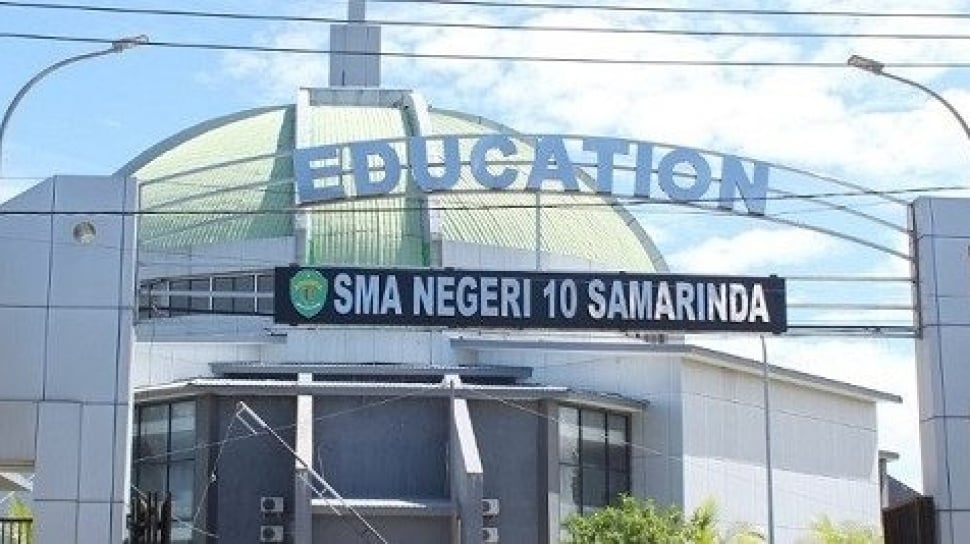 EDUCATION
SMA NEGERI 10 SAMARINDA